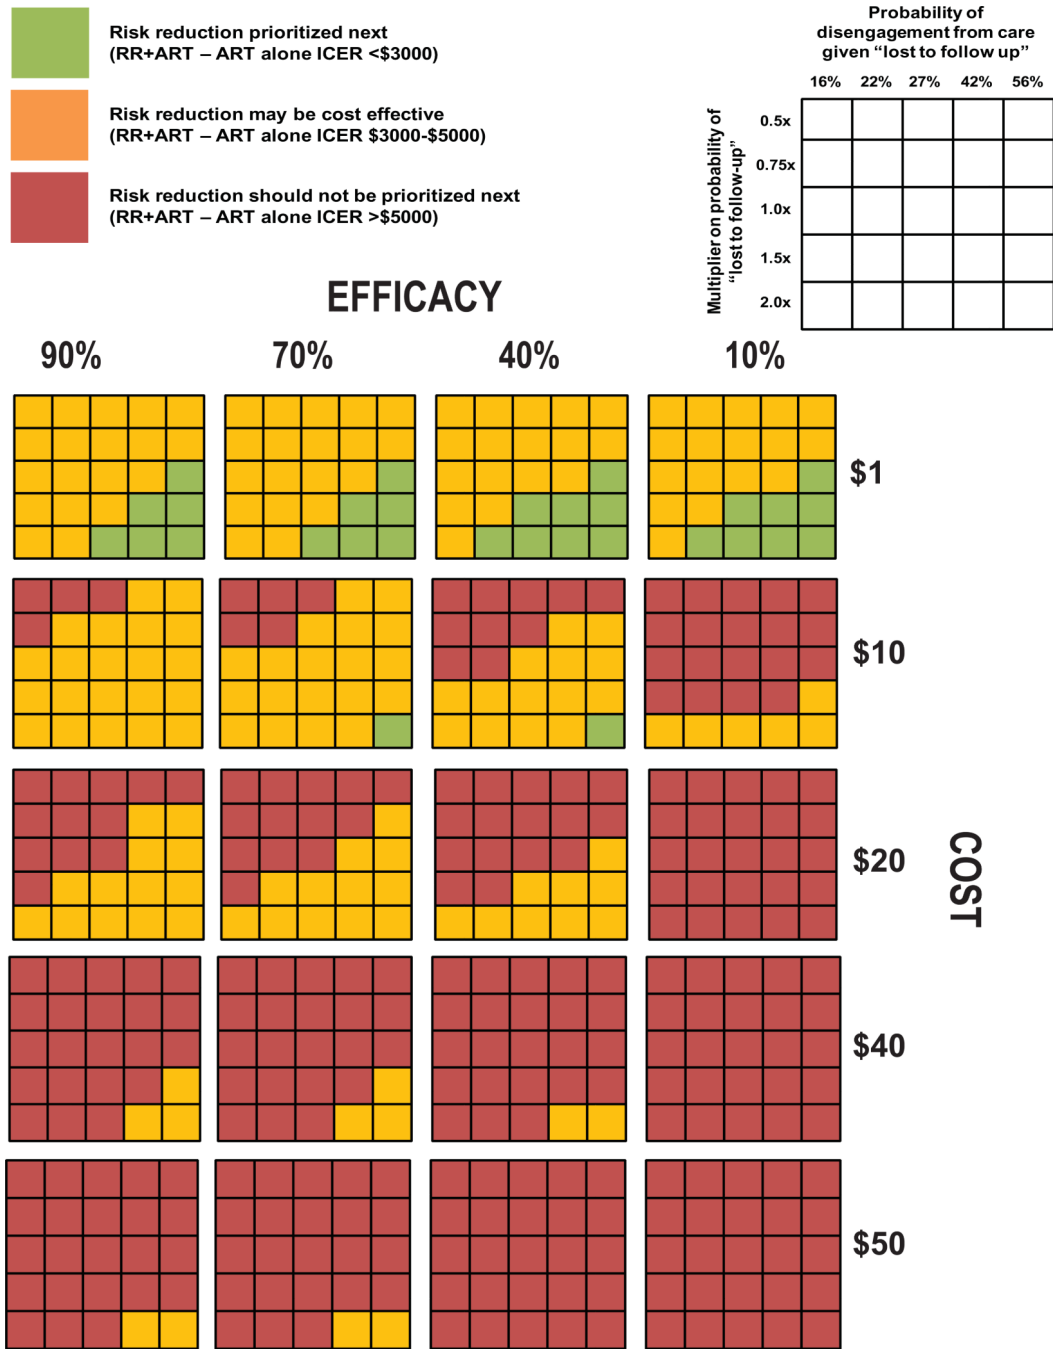 Risk reduction prioritized next
(RR+ART – ART alone ICER <$3000)
Risk reduction may be cost effective
(RR+ART – ART alone ICER $3000-$5000)
Risk reduction should not be prioritized next
(RR+ART – ART alone ICER >$5000)
Probability of
disengagement from care
given “lost to follow up”
16% 22% 27% 42% 56%
Multiplier on probability of
“lost to follow-up”
0.5x
0.75x
1.0x
1.5x
2.0x
EFFICACY
90% 70% 40% 10%
$1
$10
$20
$40
$50
COST